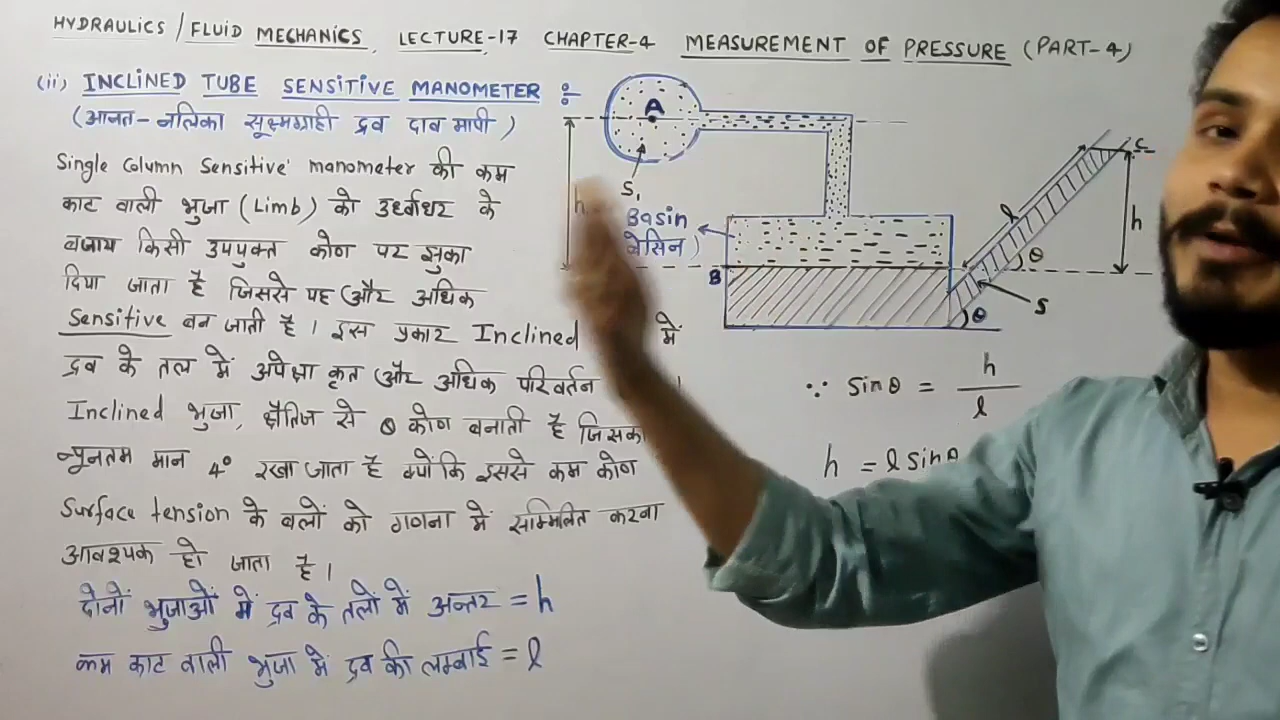 HYDRAULICS / FLUID MECHANICS, LECTURE-17 CHAPTER-4 MEASUREMENT OF PRESSURE (PART-4)
(ii) INCLINED TUBE SENSITIVE MANOMETER :-
(आनत-नलिका सूक्ष्मग्राही द्रव दाब मापी)
Single Column Sensitive manometer की कम
काट वाली भुजा (Limb) को उर्ध्वाधर के
बजाय किसी उपयुक्त कोण पर झुका
दिया जाता है जिससे यह और अधिक
Sensitive बन जाती है। इस प्रकार Inclined में
द्रव के तल में अपेक्षा कृत और अधिक परिवर्तन
Inclined भुजा, क्षैतिज से θ कोण बनाती है जिसका
न्यूनतम मान 4° रखा जाता है क्योंकि इससे कम कोण
Surface tension के बलों को गणना में सम्मिलित करना
आवश्यक हो जाता है।
दोनों भुजाओं में द्रव के तलों में अन्तर = h
कम काट वाली भुजा में द्रव की लम्बाई = l
A
S₁
h
Basin
बेसिन)
B
l
C
h
θ
S
θ
∵ sinθ = h/l
h = l sinθ